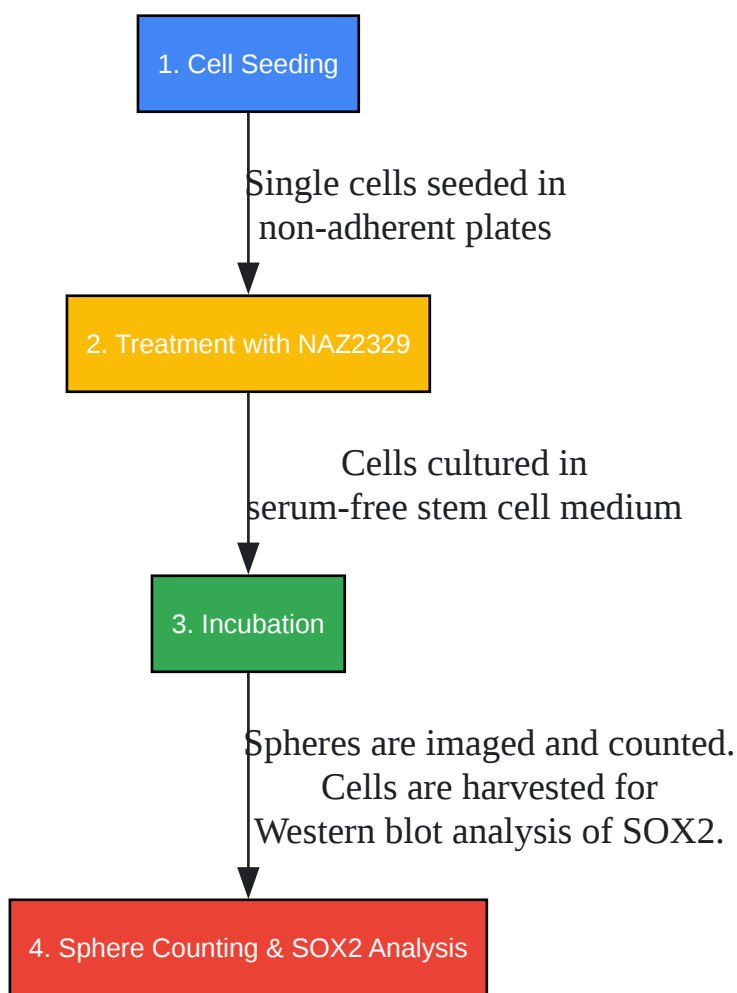 1. Cell Seeding
Single cells seeded in
non-adherent plates
2. Treatment with NAZ2329
Cells cultured in
serum-free stem cell medium
3. Incubation
Spheres are imaged and counted.
Cells are harvested for
Western blot analysis of SOX2.
4. Sphere Counting & SOX2 Analysis